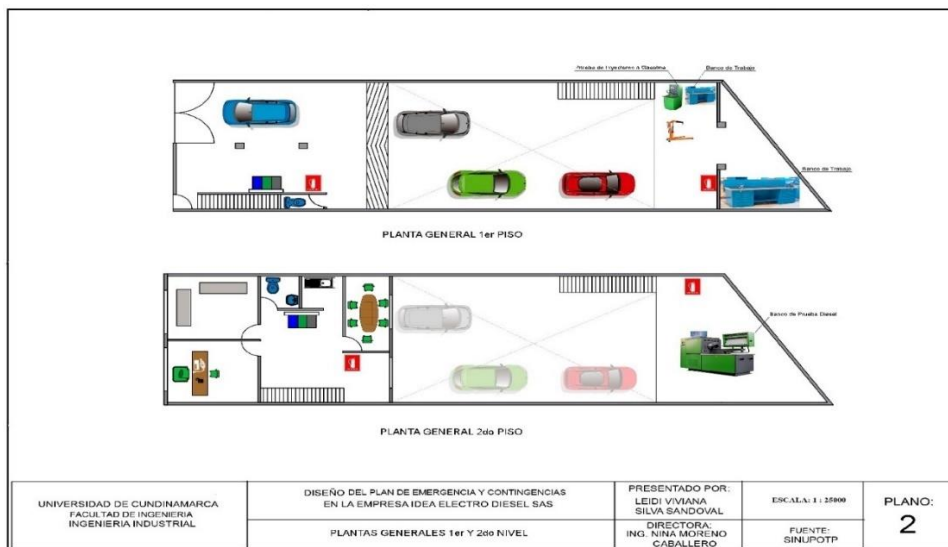 Prueba de Inyectores a Gasolina
Banco de Trabajo
Banco de Trabajo
PLANTA GENERAL 1er PISO
Banco de Prueba Diesel
PLANTA GENERAL 2do PISO
UNIVERSIDAD DE CUNDINAMARCA
FACULTAD DE INGENIERIA
INGENIERIA INDUSTRIAL
DISEÑO DEL PLAN DE EMERGENCIA Y CONTINGENCIAS
EN LA EMPRESA IDEA ELECTRO DIESEL SAS
PLANTAS GENERALES 1er Y 2do NIVEL
PRESENTADO POR:
LEIDI VIVIANA
SILVA SANDOVAL
DIRECTORA:
ING. NINA MORENO
CABALLERO
ESCALA: 1 : 25000
FUENTE:
SINUPOTP
PLANO:
2